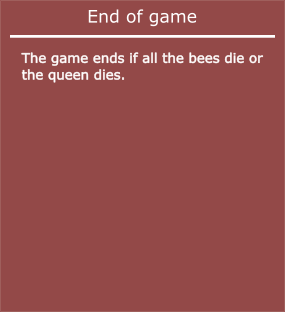 End of game
The game ends if all the bees die or
the queen dies.